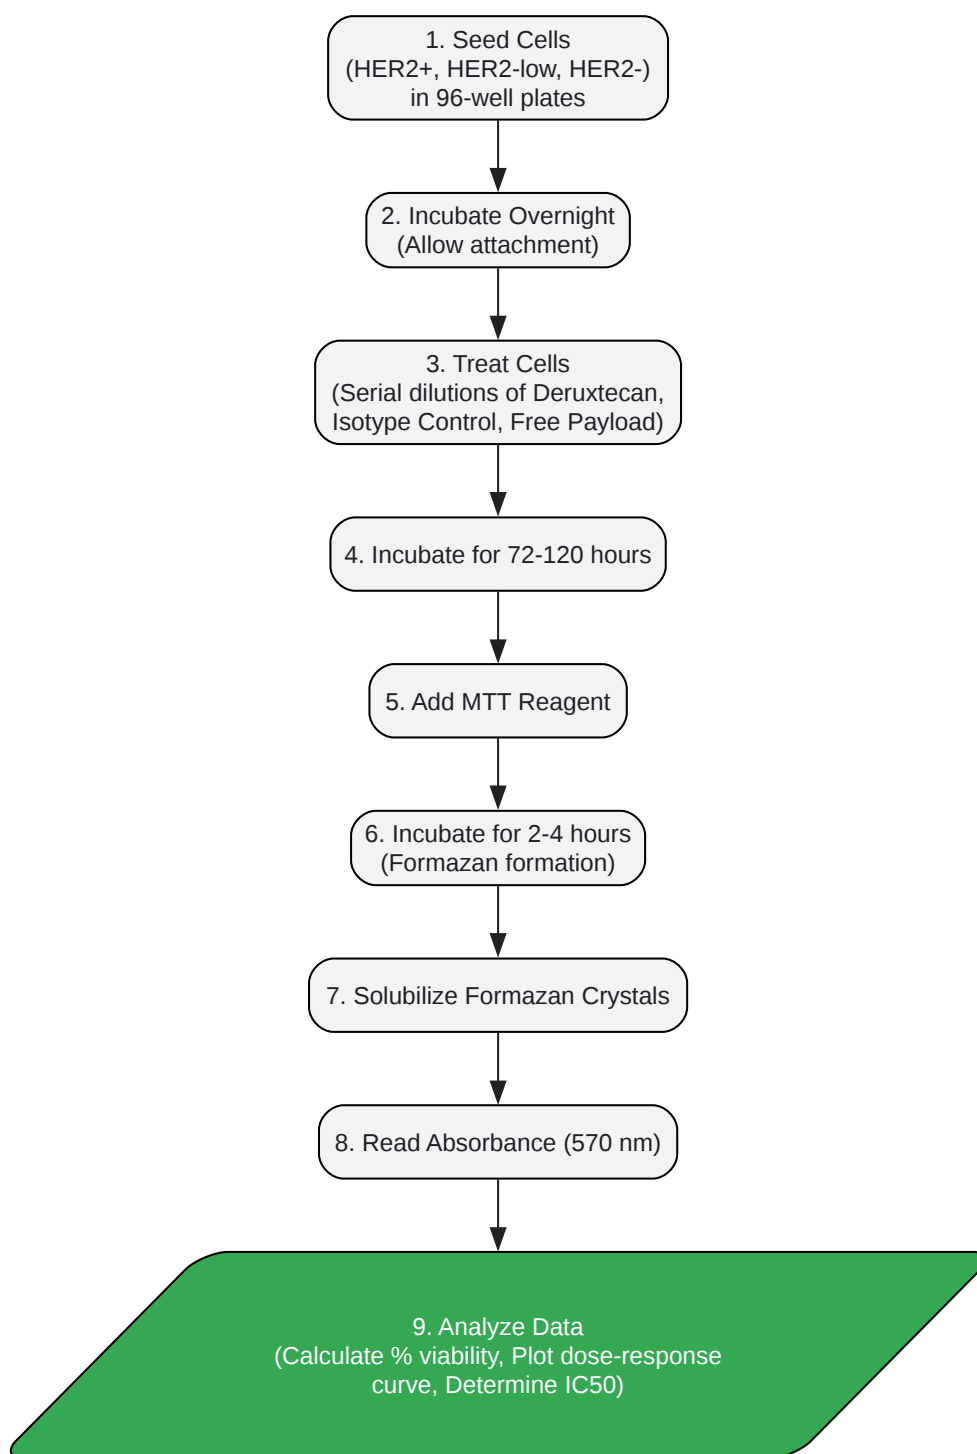 1. Seed Cells
(HER2+, HER2-low, HER2-)
in 96-well plates
2. Incubate Overnight
(Allow attachment)
3. Treat Cells
(Serial dilutions of Deruxtecan,
Isotype Control, Free Payload)
4. Incubate for 72-120 hours
5. Add MTT Reagent
6. Incubate for 2-4 hours
(Formazan formation)
7. Solubilize Formazan Crystals
8. Read Absorbance (570 nm)
9. Analyze Data
(Calculate % viability, Plot dose-response
curve, Determine IC50)